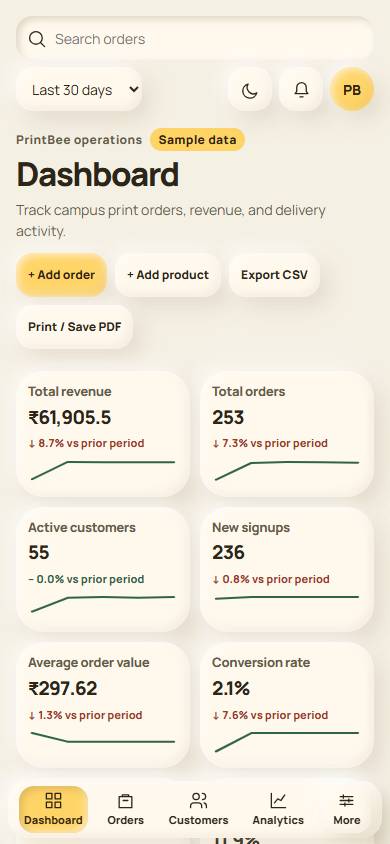 Search orders
Last 30 days
PB
PrintBee operations Sample data
Dashboard
Track campus print orders, revenue, and delivery
activity.
+ Add order + Add product Export CSV
Print / Save PDF
Total revenue
₹61,905.5
↓ 8.7% vs prior period
Total orders
253
↓ 7.3% vs prior period
Active customers
55
– 0.0% vs prior period
New signups
236
↓ 0.8% vs prior period
Average order value
₹297.62
↓ 1.3% vs prior period
Conversion rate
2.1%
↓ 7.6% vs prior period
Dashboard Orders Customers Analytics More